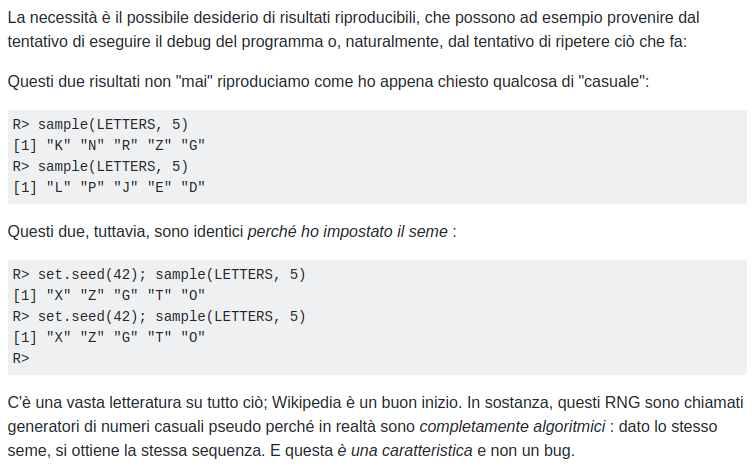 La necessità è il possibile desiderio di risultati riproducibili, che possono ad esempio provenire dal
tentativo di eseguire il debug del programma o, naturalmente, dal tentativo di ripetere ciò che fa:
Questi due risultati non "mai" riproduciamo come ho appena chiesto qualcosa di "casuale":
R> sample(LETTERS, 5)
[1] "K" "N" "R" "Z" "G"
R> sample(LETTERS, 5)
[1] "L" "P" "J" "E" "D"
Questi due, tuttavia, sono identici perché ho impostato il seme :
R> set.seed(42); sample(LETTERS, 5)
[1] "X" "Z" "G" "T" "O"
R> set.seed(42); sample(LETTERS, 5)
[1] "X" "Z" "G" "T" "O"
R>
C'è una vasta letteratura su tutto ciò; Wikipedia è un buon inizio. In sostanza, questi RNG sono chiamati
generatori di numeri casuali pseudo perché in realtà sono completamente algoritmici : dato lo stesso
seme, si ottiene la stessa sequenza. E questa è una caratteristica e non un bug.